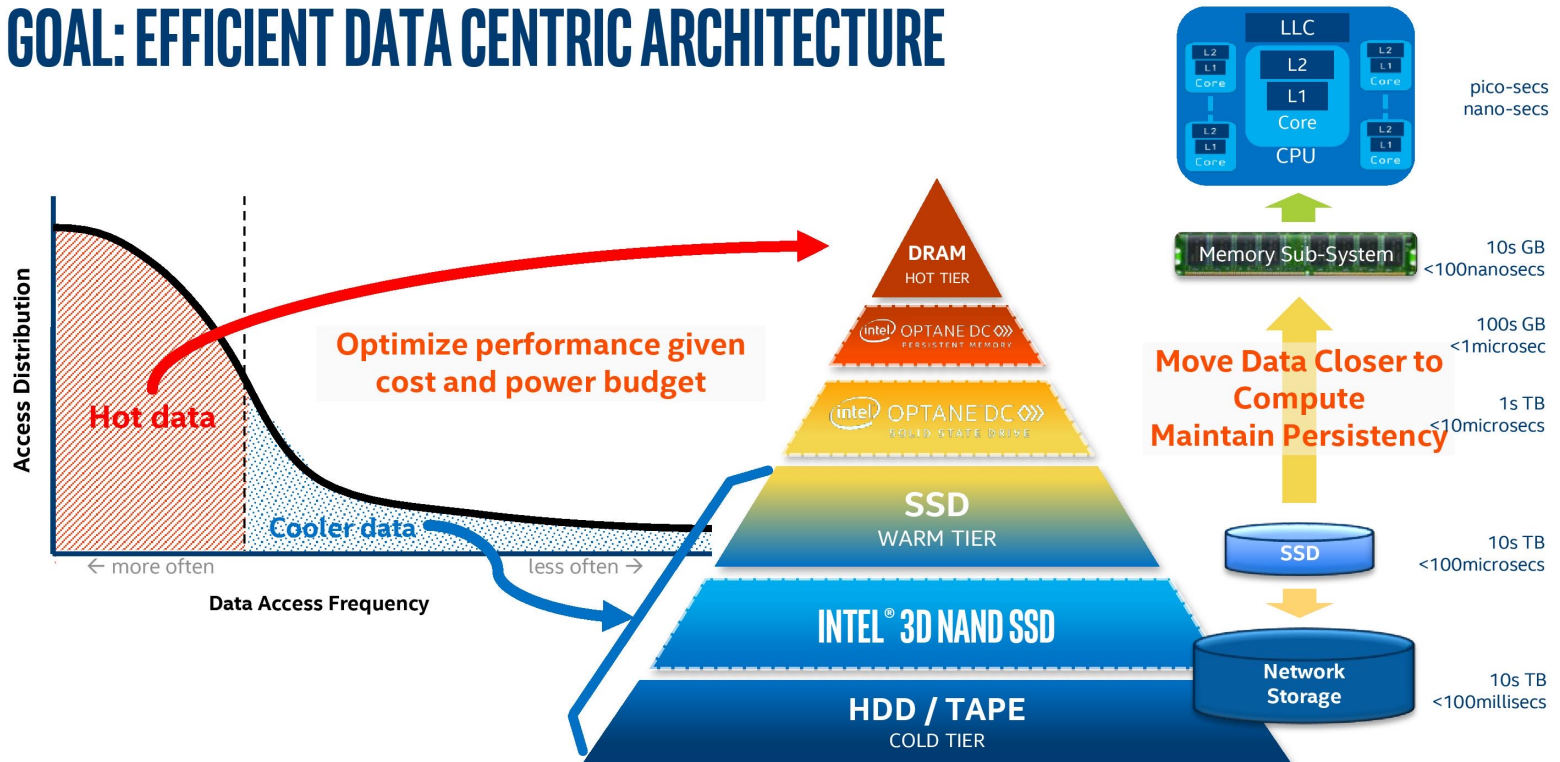 GOAL: EFFICIENT DATA CENTRIC ARCHITECTURE
Access Distribution
Hot data
Cooler data
← more often
less often →
Data Access Frequency
Optimize performance given
cost and power budget
DRAM
HOT TIER
intel OPTANE DC
PERSISTENT MEMORY
intel OPTANE DC
SOLID STATE DRIVE
SSD
WARM TIER
INTEL® 3D NAND SSD
HDD / TAPE
COLD TIER
LLC
L2
L1
Core
L2
L1
Core
L2
L1
Core
L2
L1
Core
L2
L1
Core
CPU
pico-secs
nano-secs
Memory Sub-System
10s GB
<100nanosecs
100s GB
<1microsec
Move Data Closer to
Compute
Maintain Persistency
1s TB
<10microsecs
SSD
10s TB
<100microsecs
Network
Storage
10s TB
<100millisecs